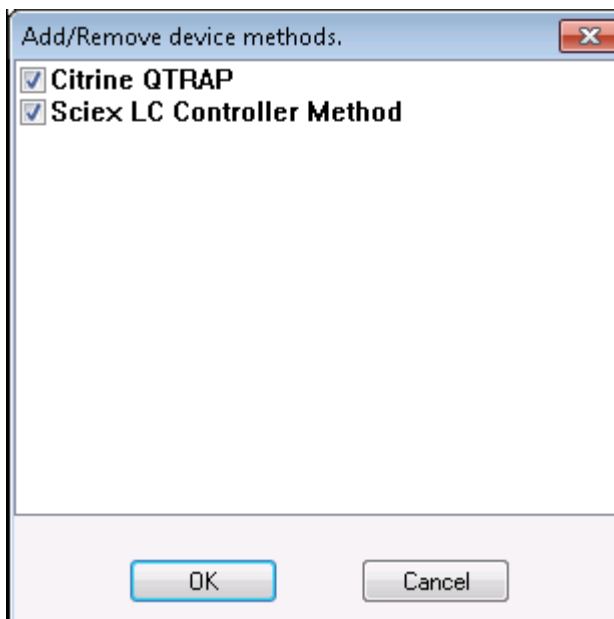 Add/Remove device methods.
Citrine QTRAP
Sciex LC Controller Method
OK
Cancel